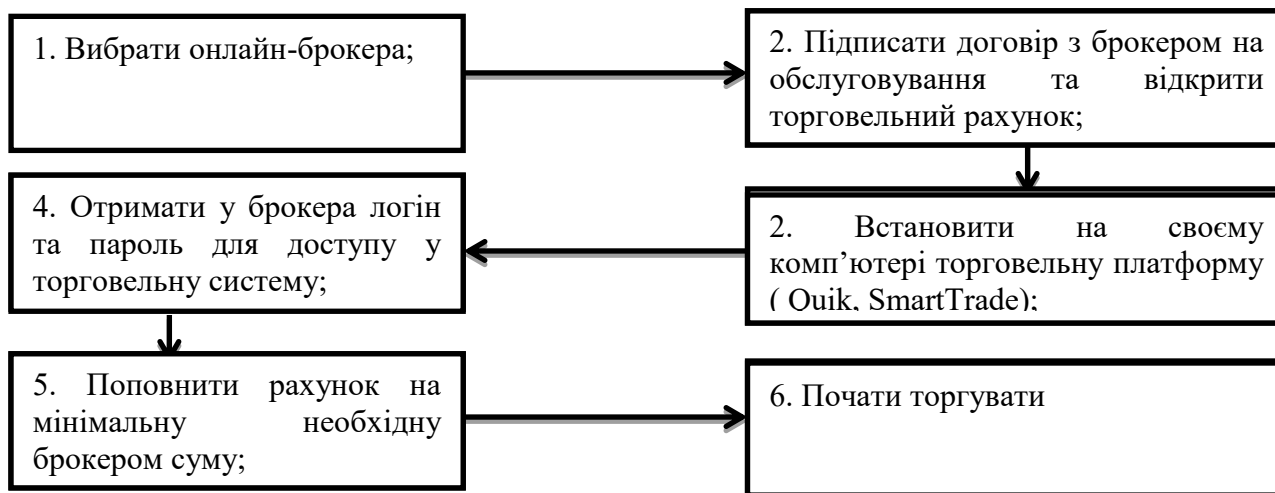 1. Вибрати онлайн-брокера;
2. Підписати договір з брокером на
обслуговування та відкрити
торговельний рахунок;
2. Встановити на своєму
комп’ютері торговельну платформу
( Quik, SmartTrade);
4. Отримати у брокера логін
та пароль для доступу у
торговельну систему;
5. Поповнити рахунок на
мінімальну необхідну
брокером суму;
6. Почати торгувати